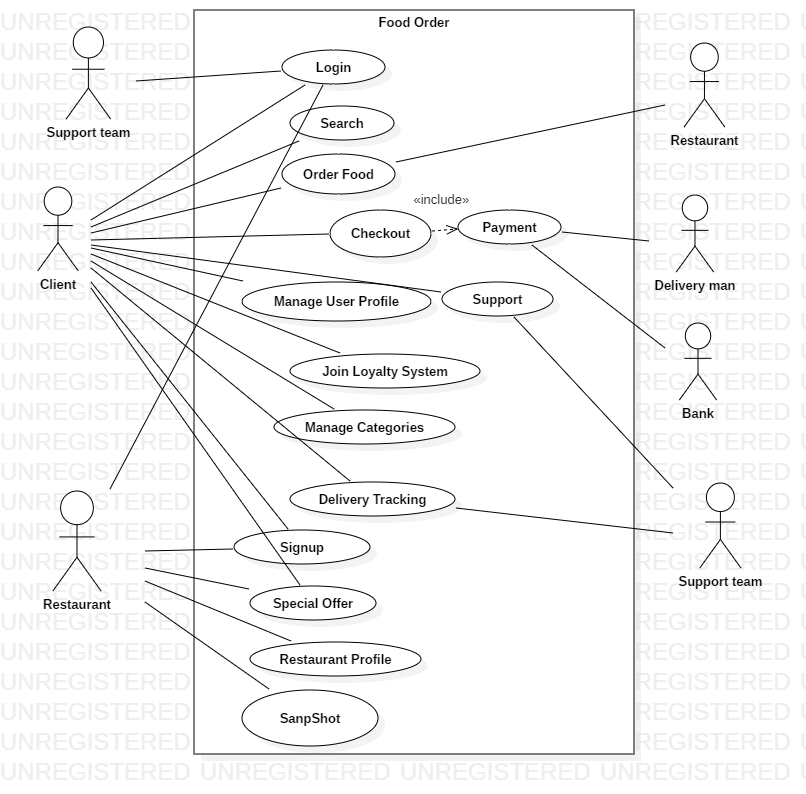 Food Order
Support team
Login
Search
Restaurant
Order Food
«include»
Client
Checkout
Payment
Delivery man
Manage User Profile
Support
Join Loyalty System
Bank
Manage Categories
Delivery Tracking
Restaurant
Signup
Support team
Special Offer
Restaurant Profile
SanpShot
UNREGISTERED UNREGISTERED UNREGISTERED UNREGISTERED